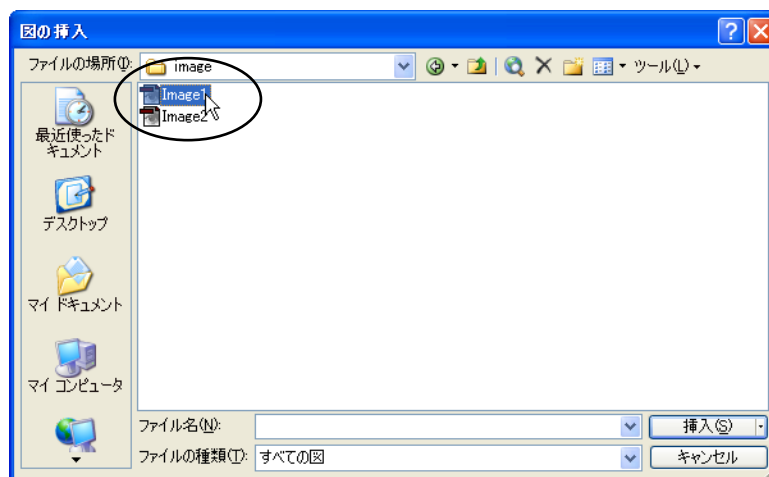 図の挿入
ファイルの場所(I):
image
ツール(L)
Image1
Image2
最近使ったド
キュメント
デスクトップ
マイ ドキュメント
マイ コンピュータ
ファイル名(N):
挿入(S)
ファイルの種類(T):
すべての図
キャンセル